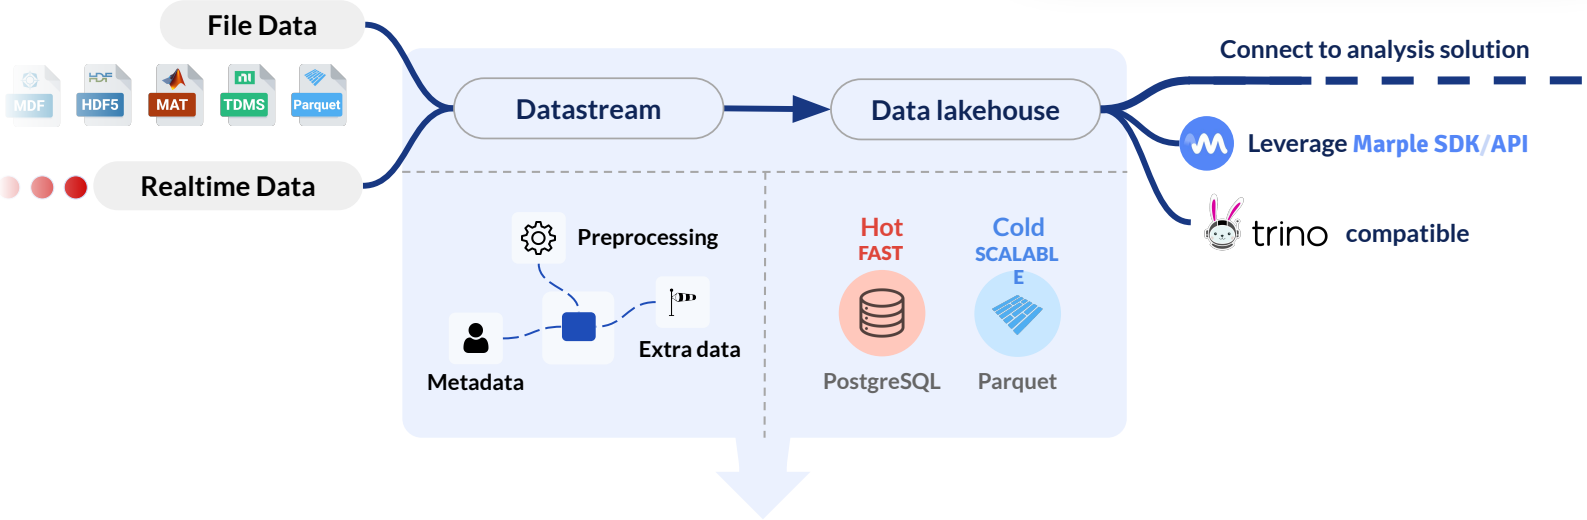 File Data
MDF
HDF
HDF5
MAT
TDMS
Parquet
Realtime Data
Datastream
Data lakehouse
Preprocessing
Extra data
Metadata
Hot
FAST
PostgreSQL
Cold
SCALABL
E
Parquet
Connect to analysis solution
Leverage Marple SDK/API
trino compatible